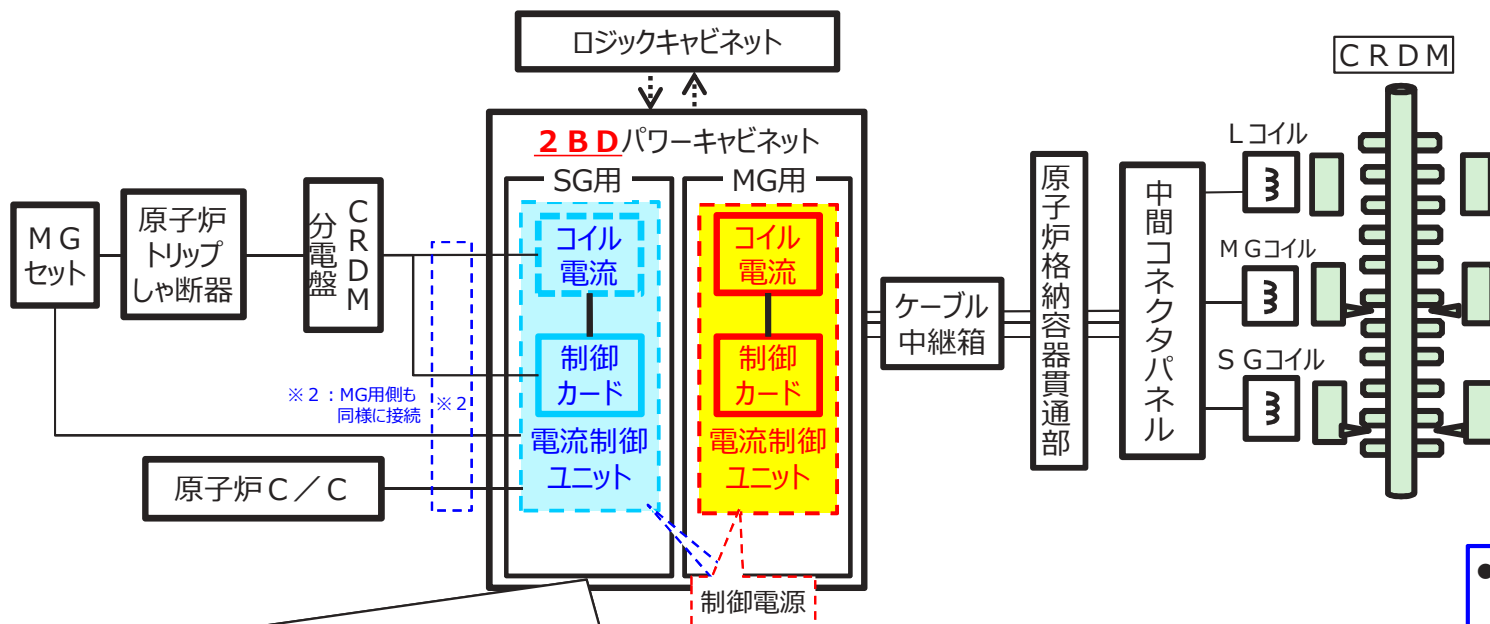 ロジックキャビネット
CRDM
2BDパワーキャビネット
SG用
MG用
MG
セット
原子炉
トリップ
しゃ断器
CRDM
分電盤
コイル
電流
制御
カード
電流制御
ユニット
コイル
電流
制御
カード
電流制御
ユニット
※2：MG用側も
同様に接続
※2
原子炉C／C
制御電源
ケーブル
中継箱
原子炉格納容器貫通部
中間コネクタパネル
Lコイル
MGコイル
SGコイル
●